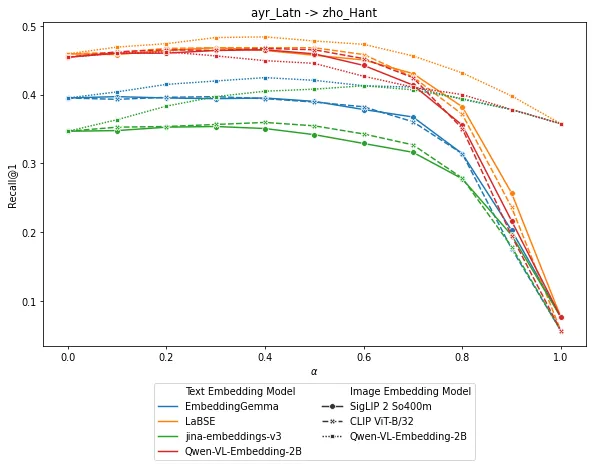 ayr_Latn -> zho_Hant
Recall@1
0.5
0.4
0.3
0.2
0.1
0.0
0.2
0.4
0.6
0.8
1.0
α
Text Embedding Model
EmbeddingGemma
LaBSE
jina-embeddings-v3
Qwen-VL-Embedding-2B
Image Embedding Model
SigLIP 2 So400m
CLIP ViT-B/32
Qwen-VL-Embedding-2B